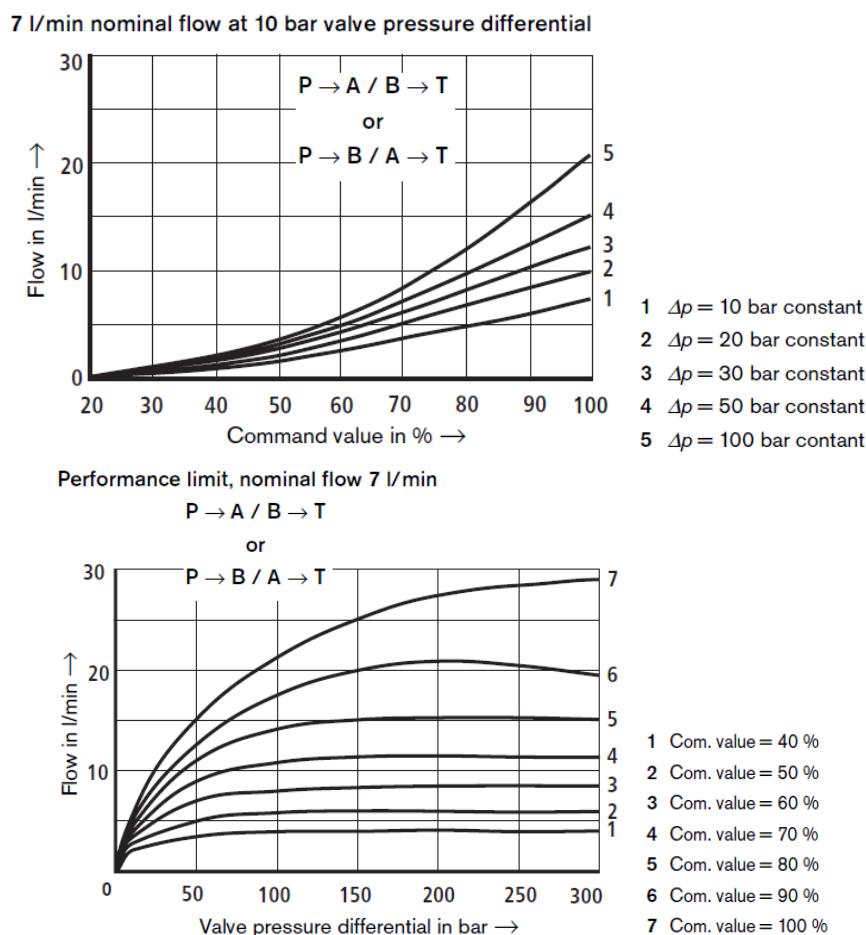 7 l/min nominal flow at 10 bar valve pressure differential
30
P → A / B → T
or
P → B / A → T
20
10
0
Flow in l/min →
5
4
3
2
1
20 30 40 50 60 70 80 90 100
Command value in % →
1 Δp = 10 bar constant
2 Δp = 20 bar constant
3 Δp = 30 bar constant
4 Δp = 50 bar constant
5 Δp = 100 bar contant
Performance limit, nominal flow 7 l/min
P → A / B → T
or
P → B / A → T
30
20
10
Flow in l/min →
7
6
5
4
3
2
1
0 50 100 150 200 250 300
Valve pressure differential in bar →
1 Com. value = 40 %
2 Com. value = 50 %
3 Com. value = 60 %
4 Com. value = 70 %
5 Com. value = 80 %
6 Com. value = 90 %
7 Com. value = 100 %